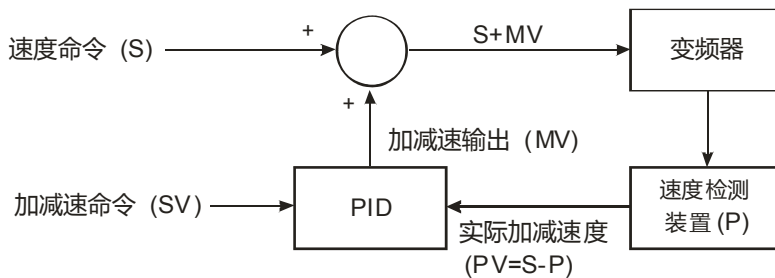 速度命令 (S)
+
S+MV
变频器
+
加减速输出 (MV)
加减速命令 (SV)
PID
速度检测
装置(P)
实际加减速度
(PV=S-P)